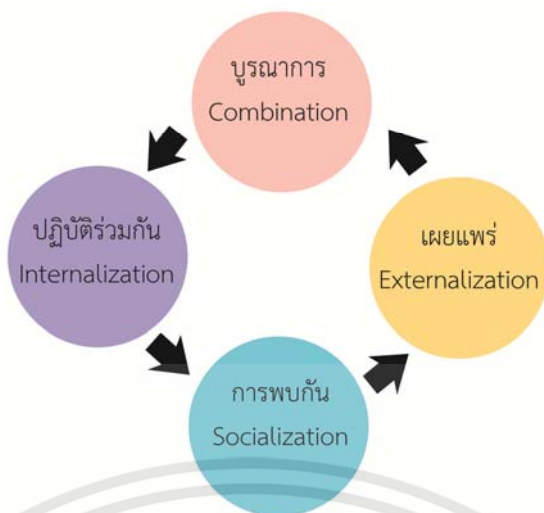 บูรณาการ
Combination
ปฏิบัติร่วมกัน
Internalization
เผยแพร่
Externalization
การพบกัน
Socialization